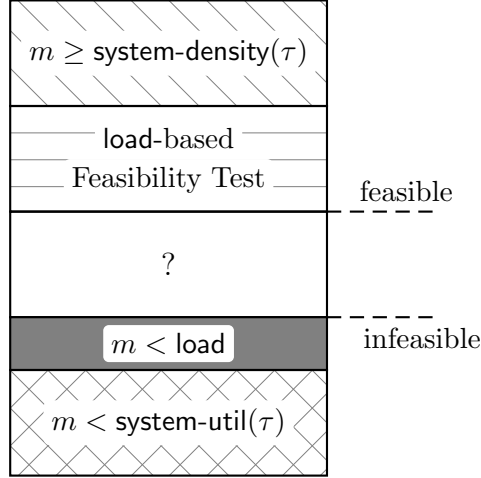 m ≥ system-density(τ)
load-based
Feasibility Test
feasible
?
infeasible
m < load
m < system-util(τ)